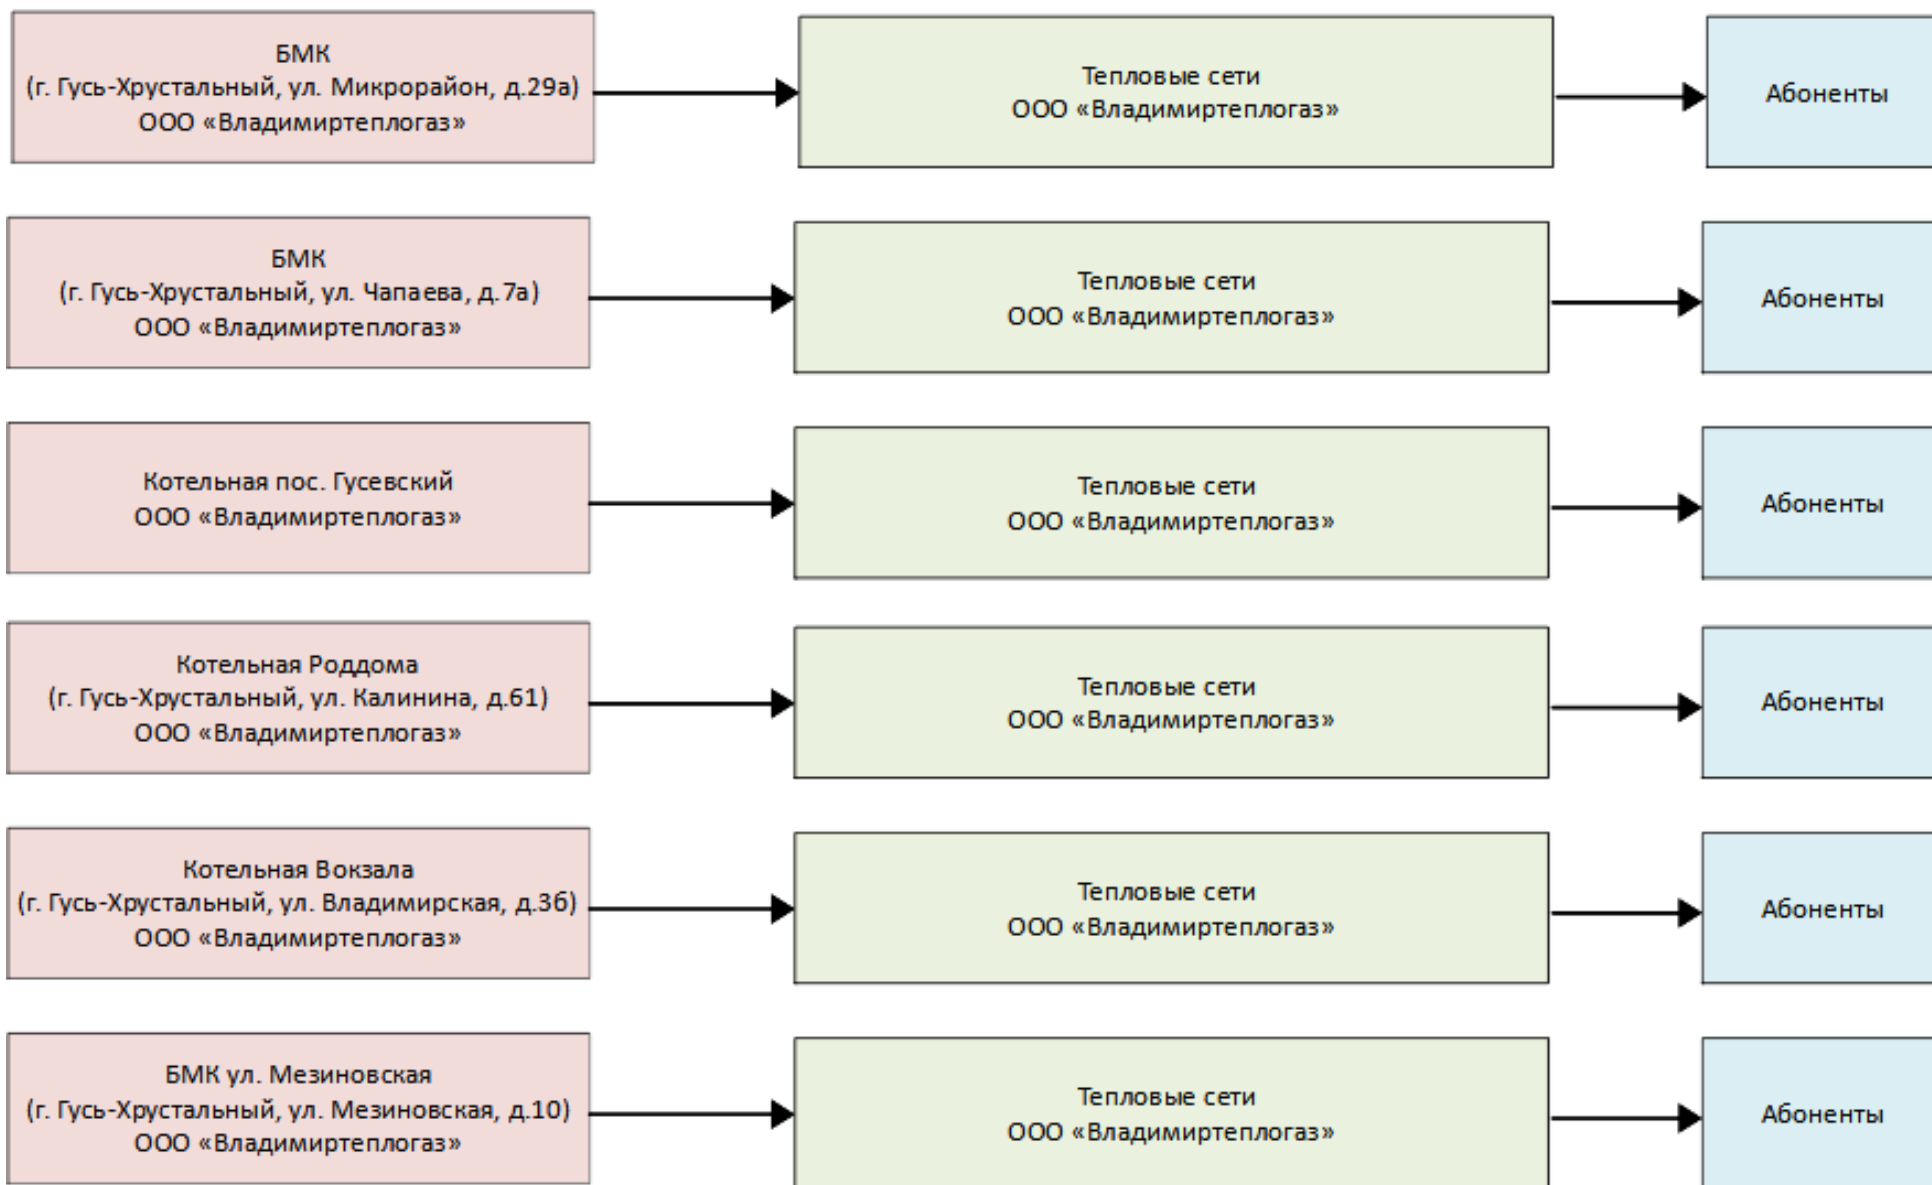 БМК
(г. Гусь-Хрустальный, ул. Микрорайон, д.29а)
ООО «Владимиртеплогаз»
Тепловые сети
ООО «Владимиртеплогаз»
Абоненты
БМК
(г. Гусь-Хрустальный, ул. Чапаева, д.7а)
ООО «Владимиртеплогаз»
Тепловые сети
ООО «Владимиртеплогаз»
Абоненты
Котельная пос. Гусевский
ООО «Владимиртеплогаз»
Тепловые сети
ООО «Владимиртеплогаз»
Абоненты
Котельная Роддома
(г. Гусь-Хрустальный, ул. Калинина, д.61)
ООО «Владимиртеплогаз»
Тепловые сети
ООО «Владимиртеплогаз»
Абоненты
Котельная Вокзала
(г. Гусь-Хрустальный, ул. Владимирская, д.3б)
ООО «Владимиртеплогаз»
Тепловые сети
ООО «Владимиртеплогаз»
Абоненты
БМК ул. Мезиновская
(г. Гусь-Хрустальный, ул. Мезиновская, д.10)
ООО «Владимиртеплогаз»
Тепловые сети
ООО «Владимиртеплогаз»
Абоненты